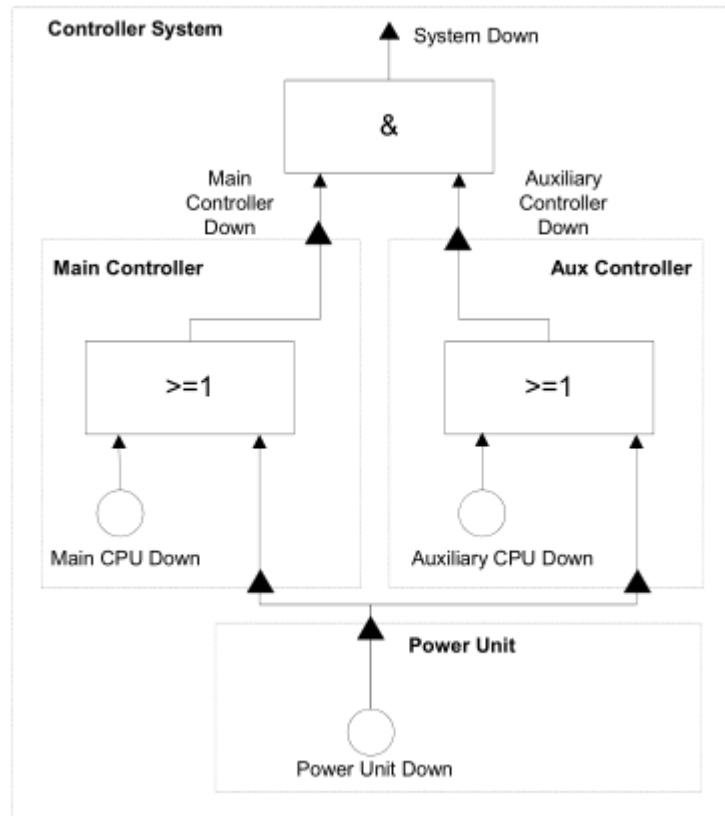 Controller System
System Down
&
Main
Controller
Down
Auxiliary
Controller
Down
Main Controller
Aux Controller
>=1
>=1
Main CPU Down
Auxiliary CPU Down
Power Unit
Power Unit Down